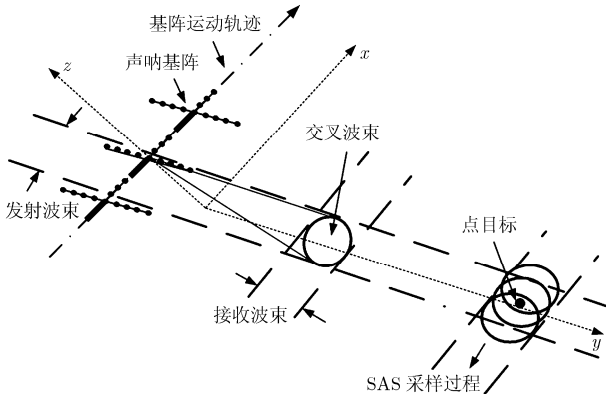 基阵运动轨迹
声呐基阵
z
x
交叉波束
发射波束
点目标
接收波束
y
SAS 采样过程